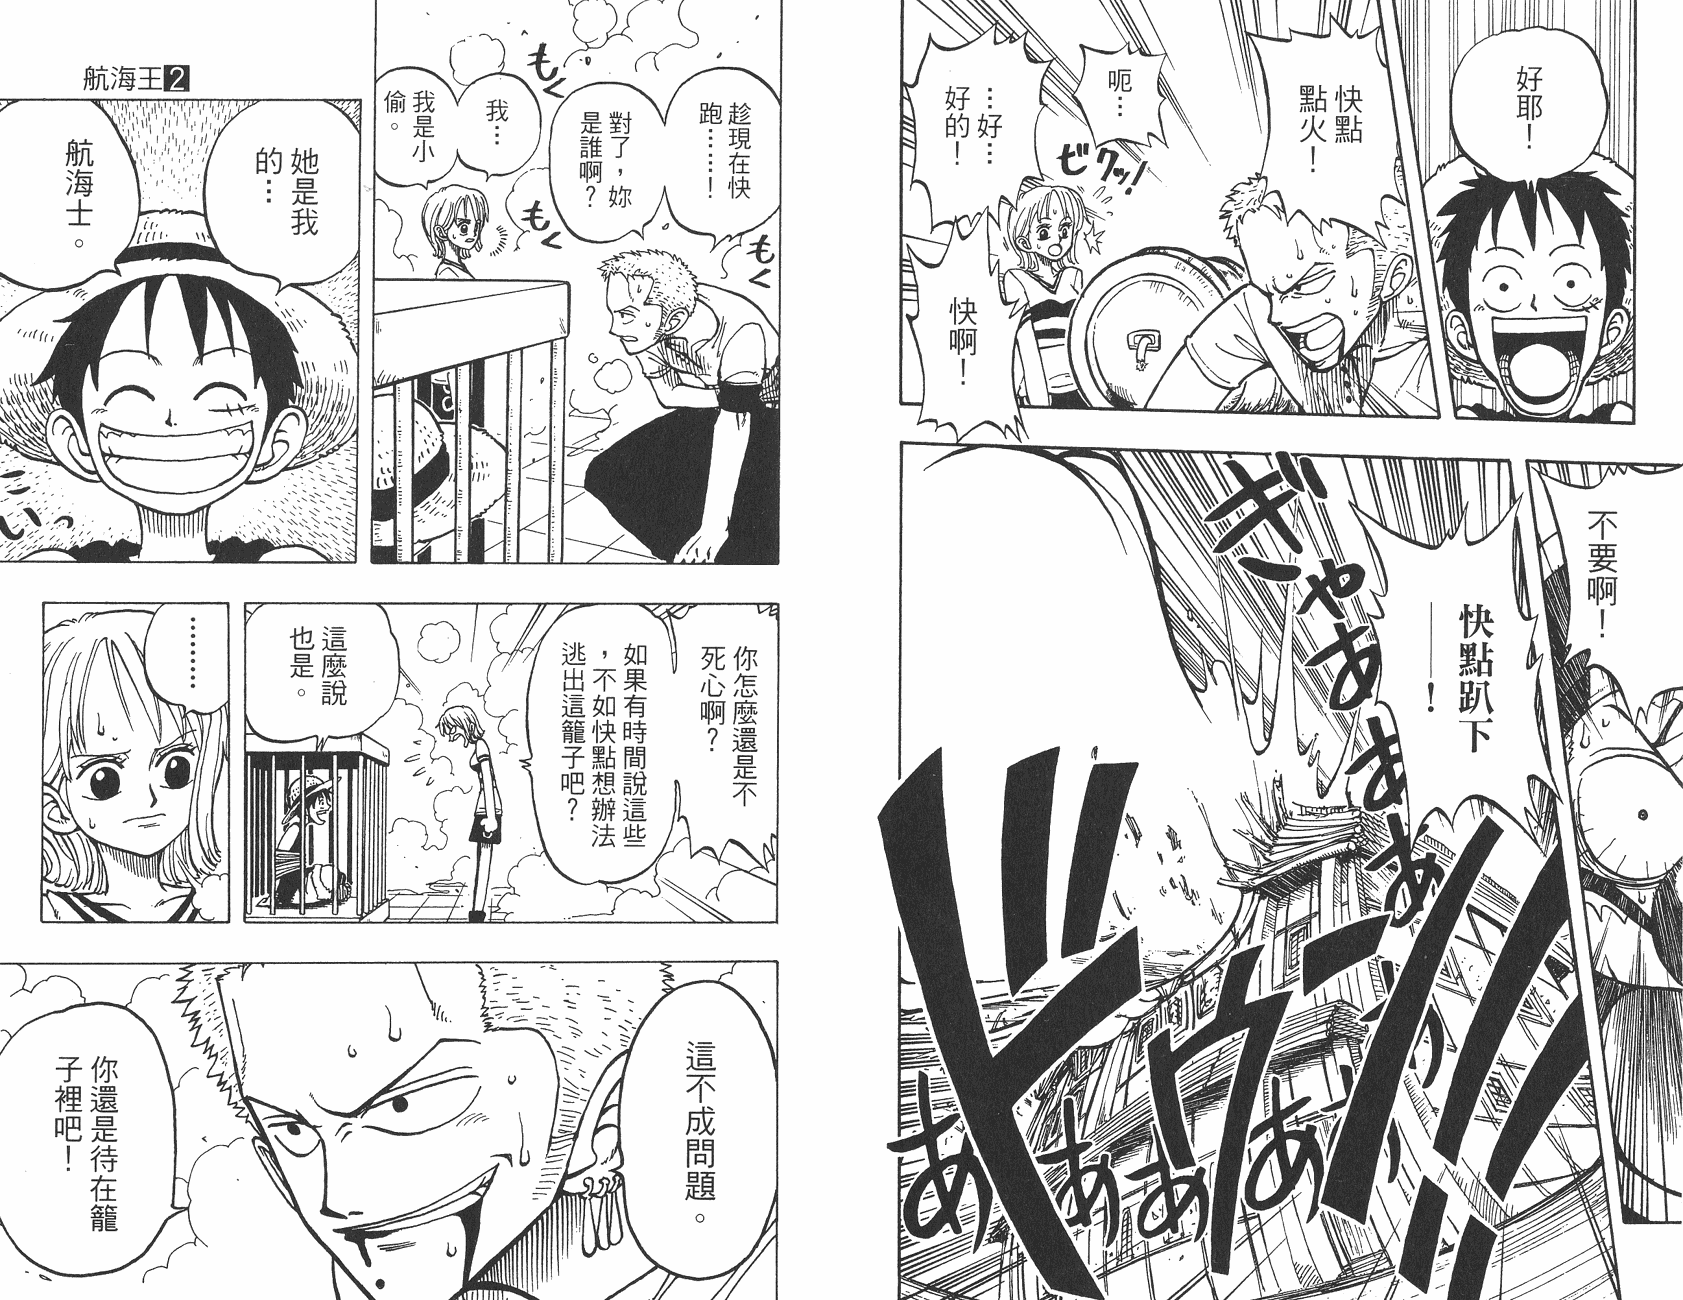 好耶！
快點
點火！
呃…
…好…
好的！
ビクッ！
快啊！
不要啊！
快點趴下
——！
ぎゃああああああああ
ドドウン!!!
航海王2
趁現在快
跑……！
對了，妳
是誰啊？
我…
我是小
偷。
もく
もく
もく
她是我
的…
航海士。
にいっ
你怎麼還是不
死心啊？
如果有時間說這些
，不如快點想辦法
逃出這籠子吧？
這麼說
也是。
………
這不成問題。
你還是待在籠
子裡吧！